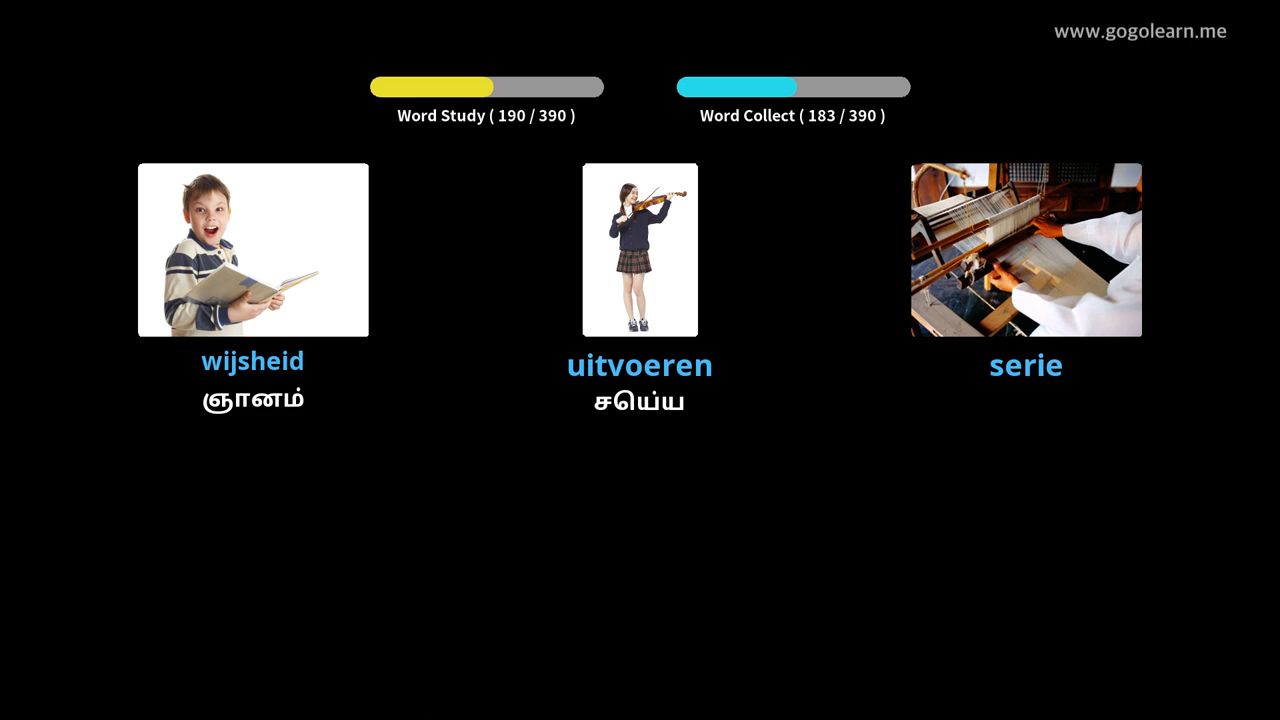 www.gogolearn.me
Word Study ( 190 / 390 )
Word Collect ( 183 / 390 )
wijsheid
ஞானம்
uitvoeren
செய்ய
serie